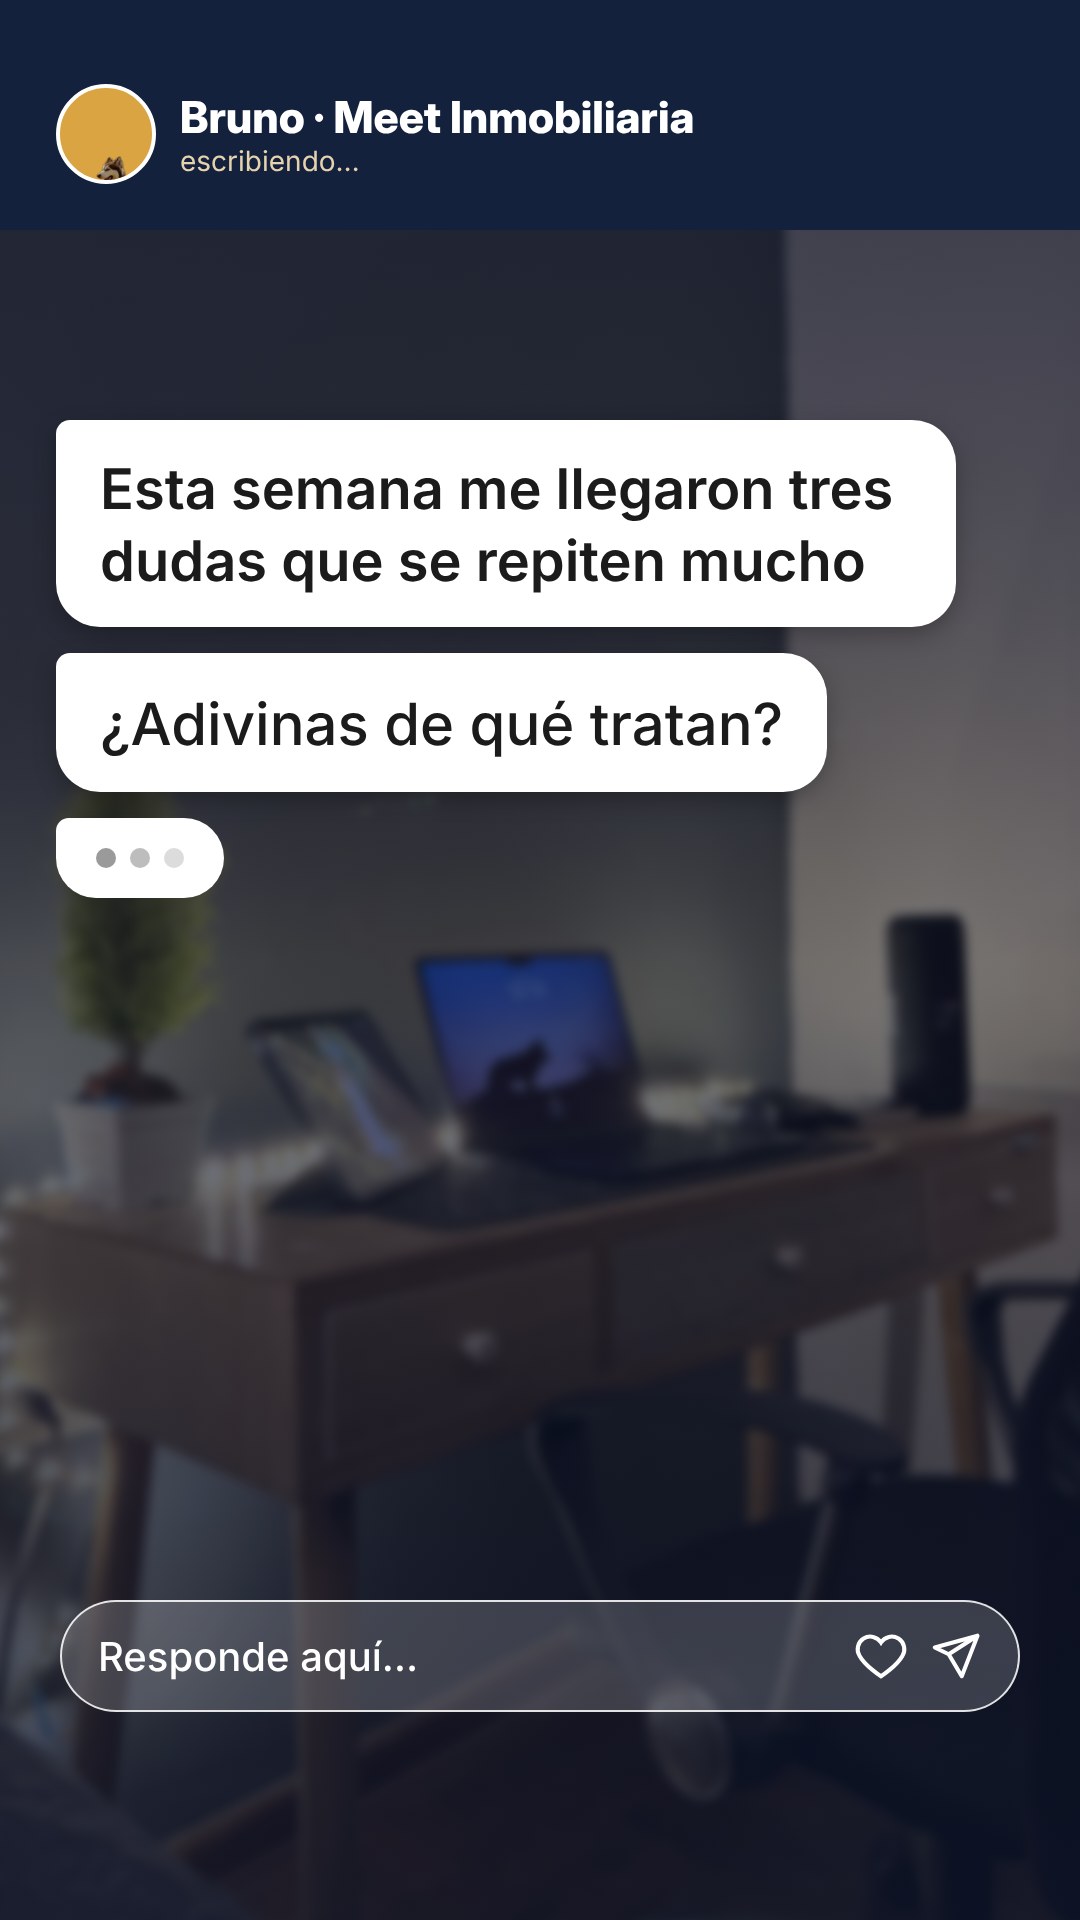 Bruno · Meet Inmobiliaria
escribiendo...
Esta semana me llegaron tres
dudas que se repiten mucho
¿Adivinas de qué tratan?
Responde aquí...